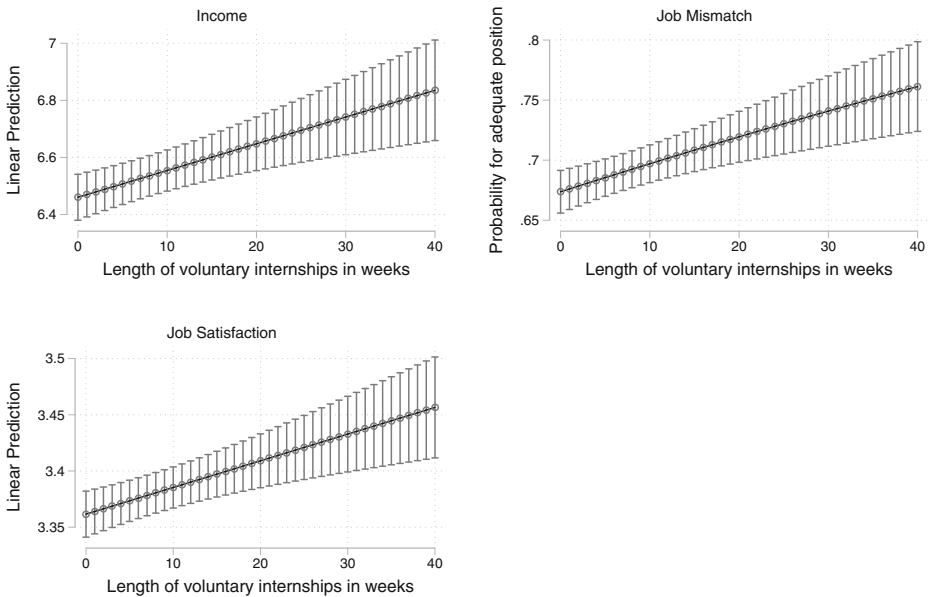 Income
Linear Prediction
7
6.8
6.6
6.4
0 10 20 30 40
Length of voluntary internships in weeks
Job Mismatch
Probability for adequate position
.8
.75
.7
.65
0 10 20 30 40
Length of voluntary internships in weeks
Job Satisfaction
Linear Prediction
3.5
3.45
3.4
3.35
0 10 20 30 40
Length of voluntary internships in weeks